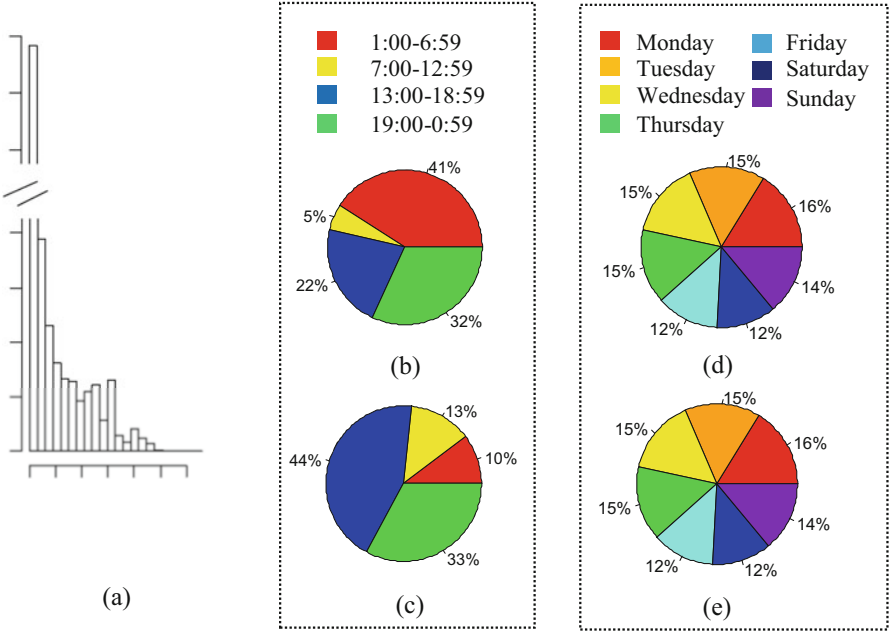 1:00-6:59
7:00-12:59
13:00-18:59
19:00-0:59
41%
5%
22%
32%
(b)
13%
44%
10%
33%
(c)
Monday
Friday
Tuesday
Saturday
Wednesday
Sunday
Thursday
15%
15%
16%
15%
14%
12%
12%
(d)
15%
15%
16%
15%
14%
12%
12%
(e)
(a)